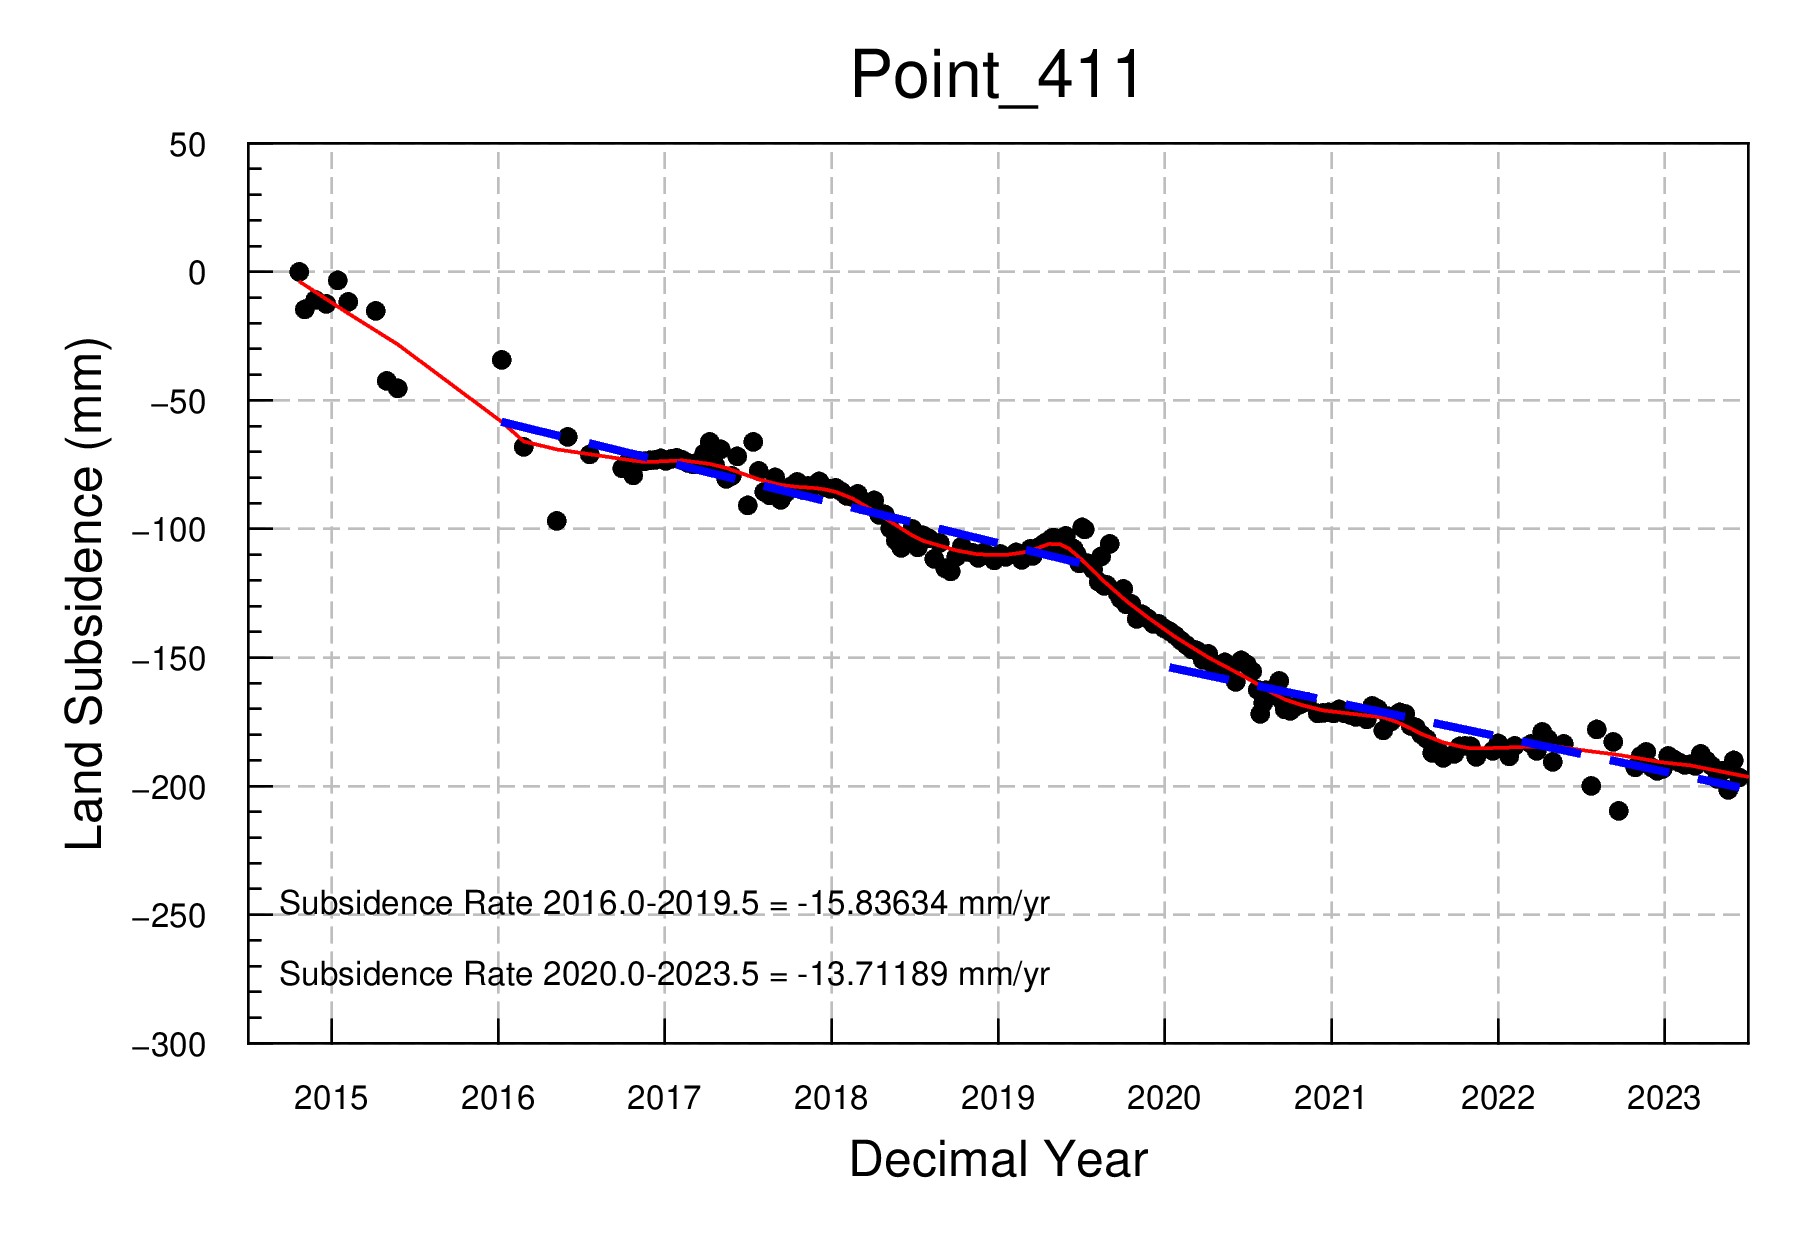 Point_411
50
0
−50
−100
−150
−200
−250
−300
Land Subsidence (mm)
Subsidence Rate 2016.0-2019.5 = -15.83634 mm/yr
Subsidence Rate 2020.0-2023.5 = -13.71189 mm/yr
2015 2016 2017 2018 2019 2020 2021 2022 2023
Decimal Year